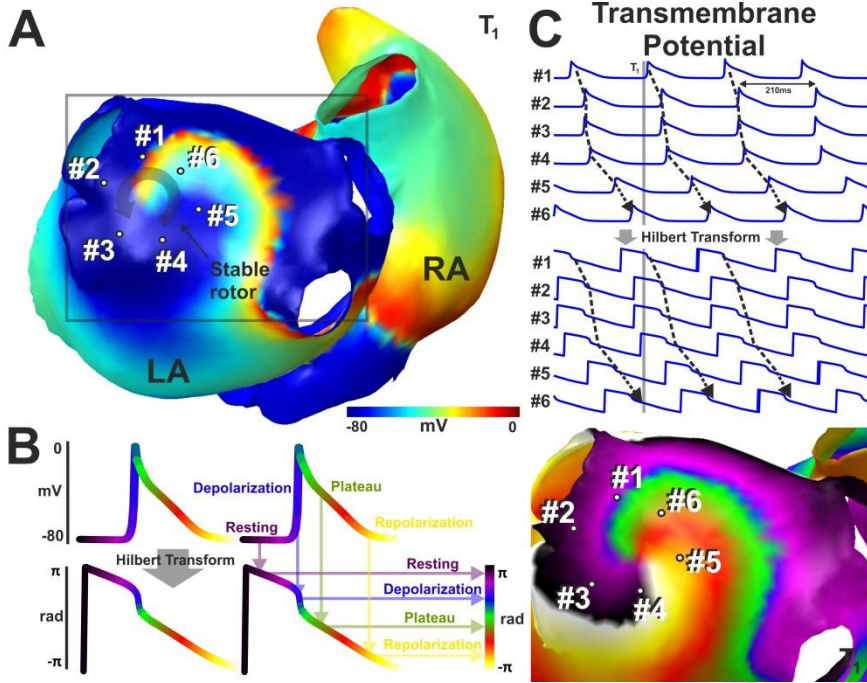 A
T1
#1
#2
#6
#5
#3
#4
Stable
rotor
RA
LA
-80
mV
0
B
0
mV
-80
Depolarization
Plateau
Resting
Repolarization
Hilbert Transform
π
rad
-π
Resting
Depolarization
Plateau
Repolarization
π
rad
-π
C
Transmembrane
Potential
T1
#1
210ms
#2
#3
#4
#5
#6
Hilbert Transform
#1
#2
#3
#4
#5
#6
#1
#6
#2
#5
#3
#4
T1